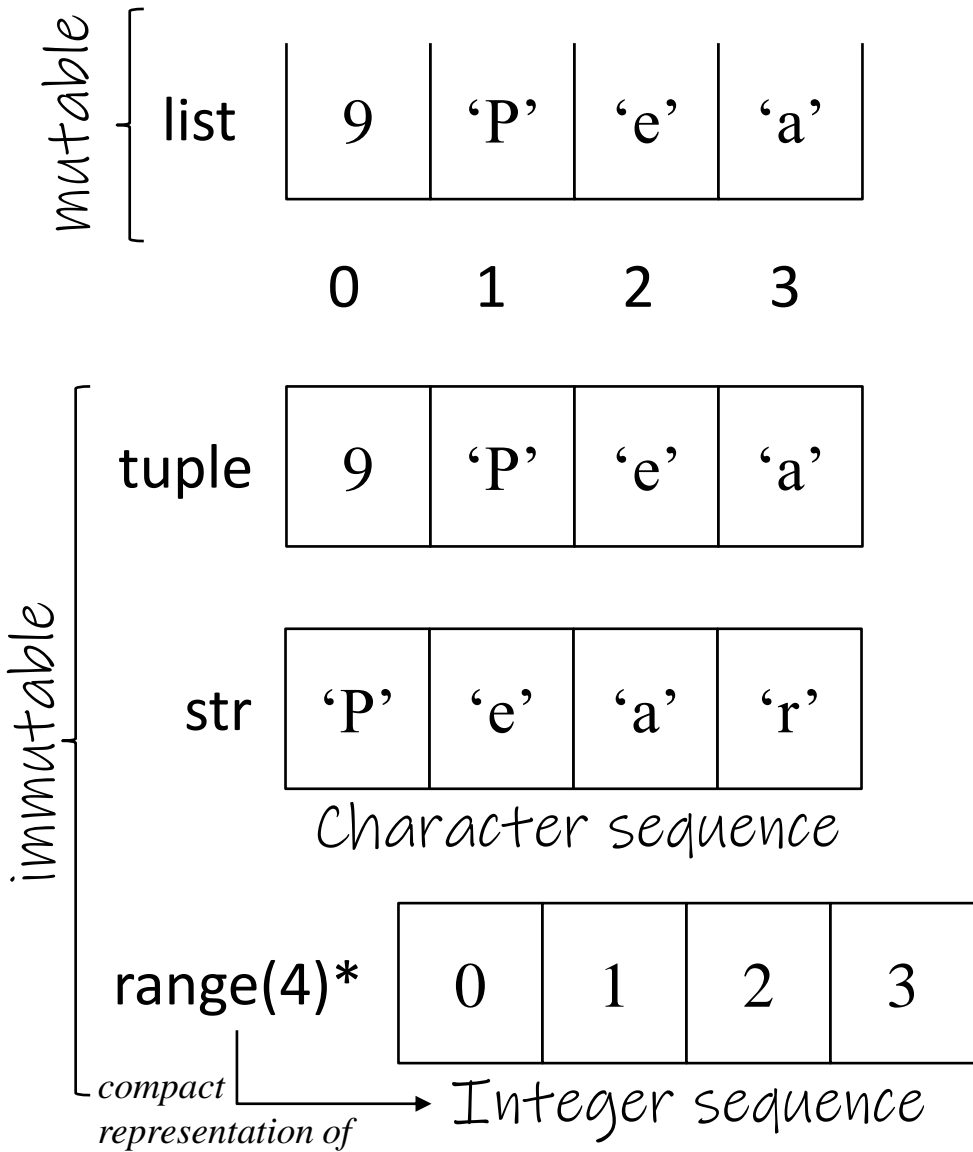 mutable
list 9 ‘P’ ‘e’ ‘a’
0 1 2 3
immutable
tuple 9 ‘P’ ‘e’ ‘a’
str ‘P’ ‘e’ ‘a’ ‘r’
Character sequence
range(4)* 0 1 2 3
compact
representation of
Integer sequence